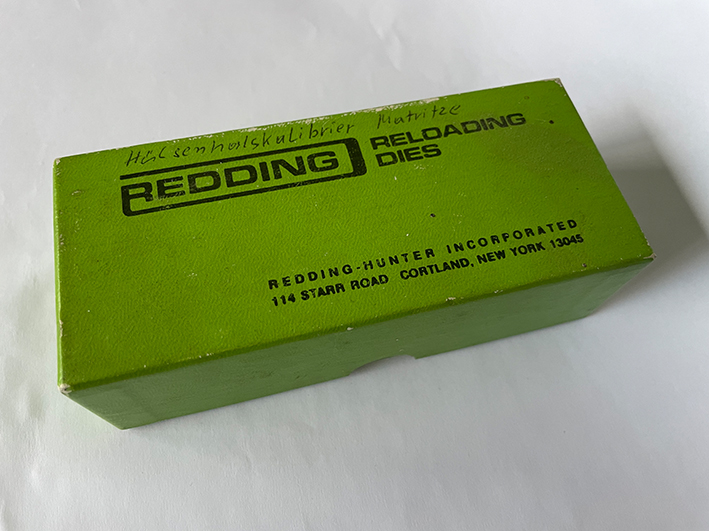 Hülsenhalskalibrier Matritze
REDDING RELOADING
DIES
REDDING-HUNTER INCORPORATED
114 STARR ROAD CORTLAND, NEW YORK 13045